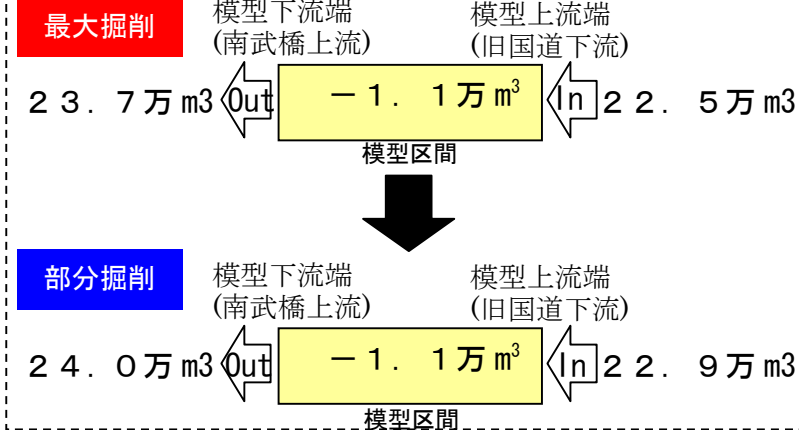 最大掘削
模型下流端
(南武橋上流)
模型上流端
(旧国道下流)
２３．７万m3 Out －１．１万m³ In ２２．５万m3
模型区間
部分掘削
模型下流端
(南武橋上流)
模型上流端
(旧国道下流)
２４．０万m3 Out －１．１万m³ In ２２．９万m3
模型区間